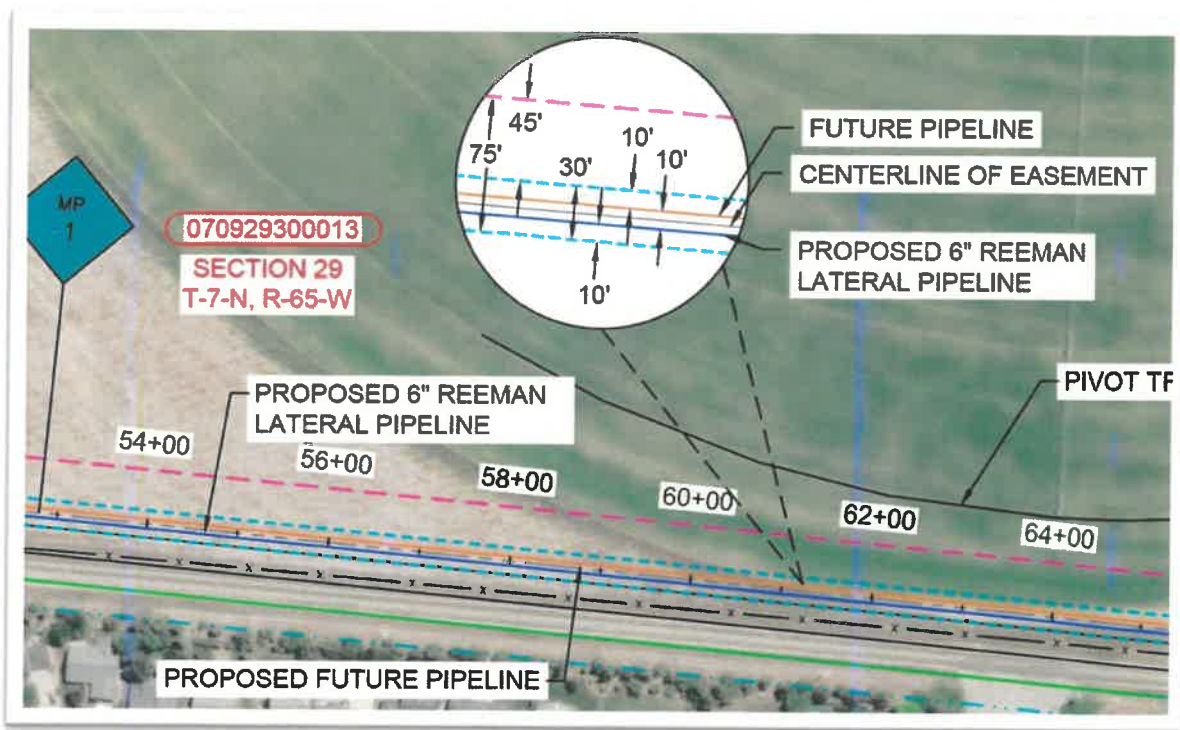 45'
10'
75'
30'
10'
10'
FUTURE PIPELINE
CENTERLINE OF EASEMENT
PROPOSED 6" REEMAN
LATERAL PIPELINE
MP
1
070929300013
SECTION 29
T-7-N, R-65-W
PIVOT TR
PROPOSED 6" REEMAN
LATERAL PIPELINE
54+00
56+00
58+00
60+00
62+00
64+00
PROPOSED FUTURE PIPELINE